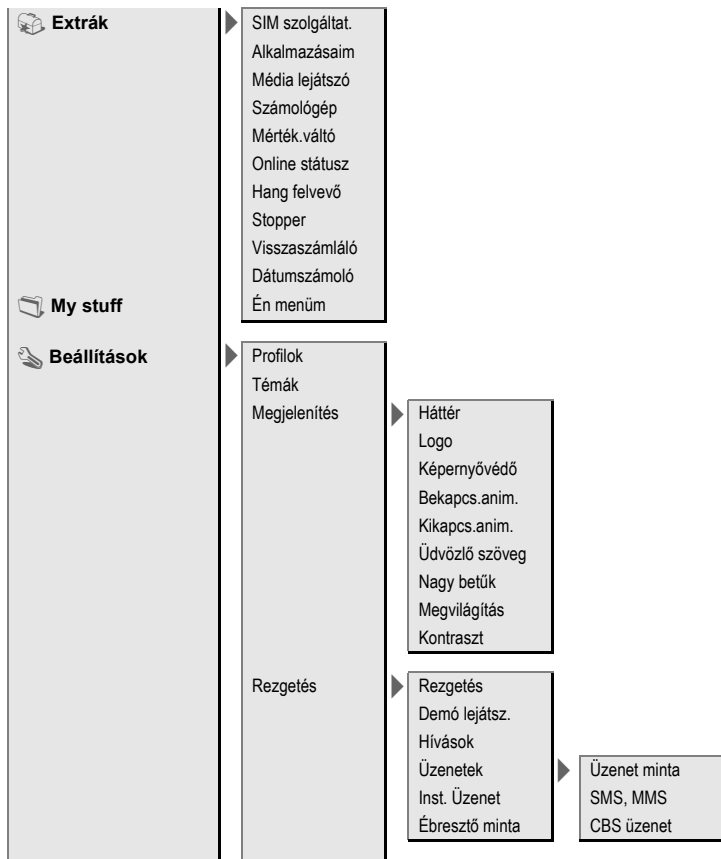 Extrák
SIM szolgáltat.
Alkalmazásaim
Média lejátszó
Számológép
Mérték.váltó
Online státusz
Hang felvevő
Stopper
Visszaszámláló
Dátumszámoló
Én menüm
My stuff
Beállítások
Profilok
Témák
Megjelenítés
Háttér
Logo
Képernyővédő
Bekapcs.anim.
Kikapcs.anim.
Üdvözlő szöveg
Nagy betűk
Megvilágítás
Kontraszt
Rezgetés
Rezgetés
Demó lejátsz.
Hívások
Üzenetek
Inst. Üzenet
Ébresztő minta
Üzenet minta
SMS, MMS
CBS üzenet